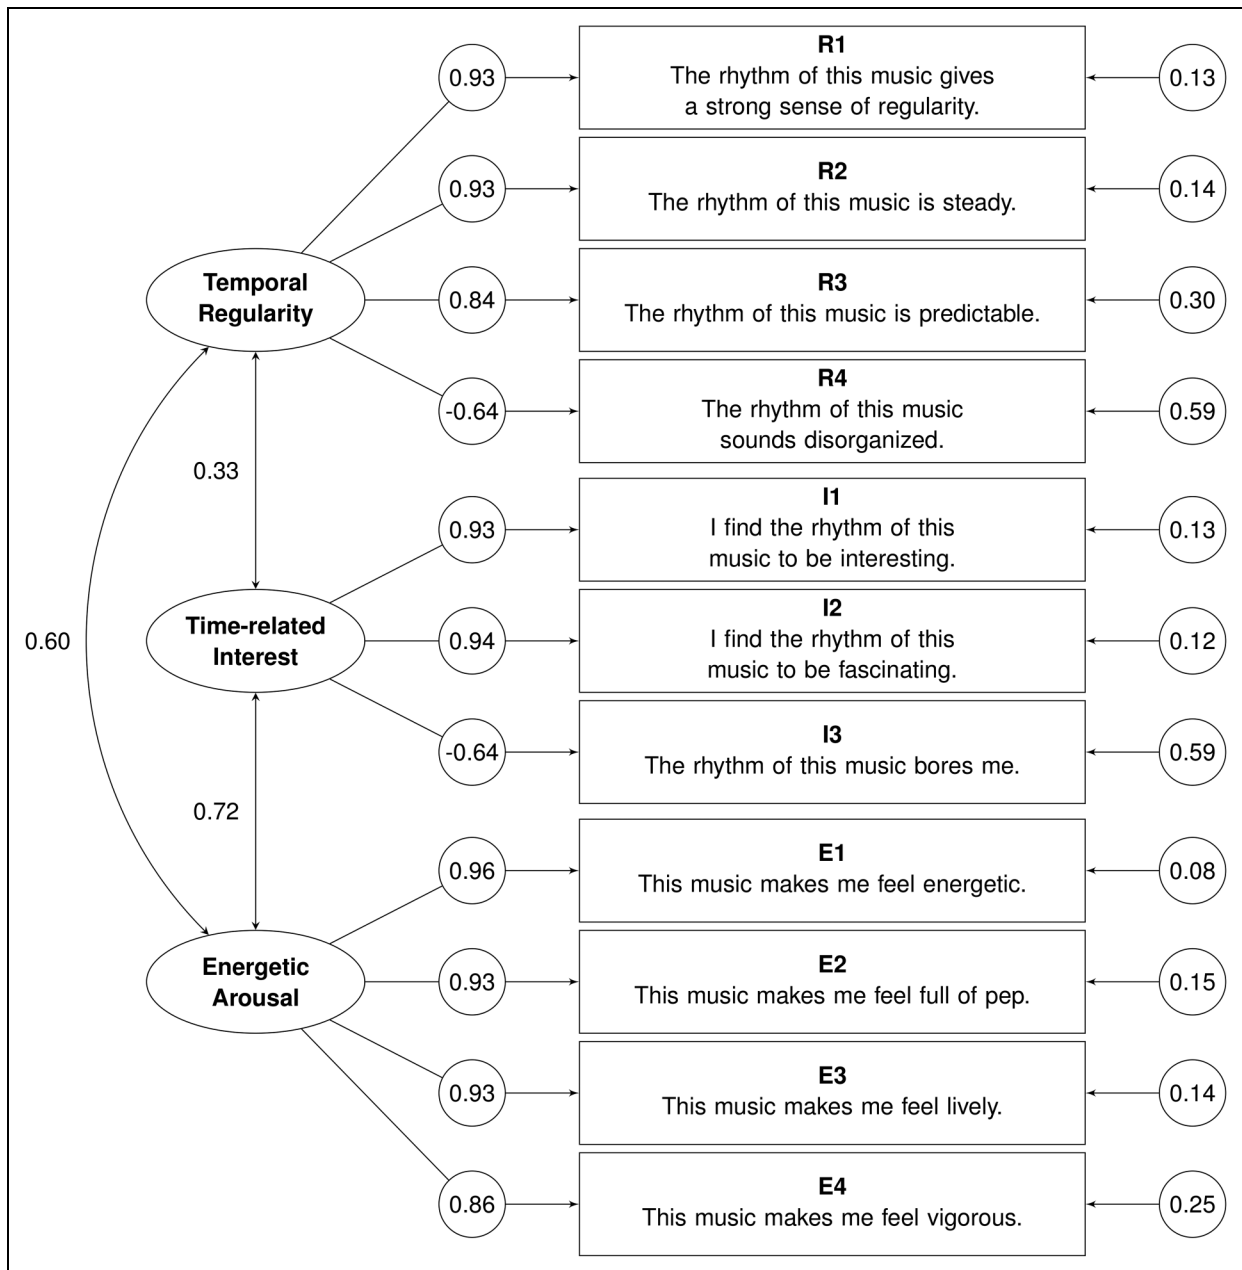 R1
The rhythm of this music gives
a strong sense of regularity.
0.93
0.13
R2
The rhythm of this music is steady.
0.93
0.14
Temporal
Regularity
R3
The rhythm of this music is predictable.
0.84
0.30
R4
The rhythm of this music
sounds disorganized.
-0.64
0.59
0.33
I1
I find the rhythm of this
music to be interesting.
0.93
0.13
0.60
Time-related
Interest
I2
I find the rhythm of this
music to be fascinating.
0.94
0.12
I3
The rhythm of this music bores me.
-0.64
0.59
0.72
E1
This music makes me feel energetic.
0.96
0.08
Energetic
Arousal
E2
This music makes me feel full of pep.
0.93
0.15
E3
This music makes me feel lively.
0.93
0.14
E4
This music makes me feel vigorous.
0.86
0.25